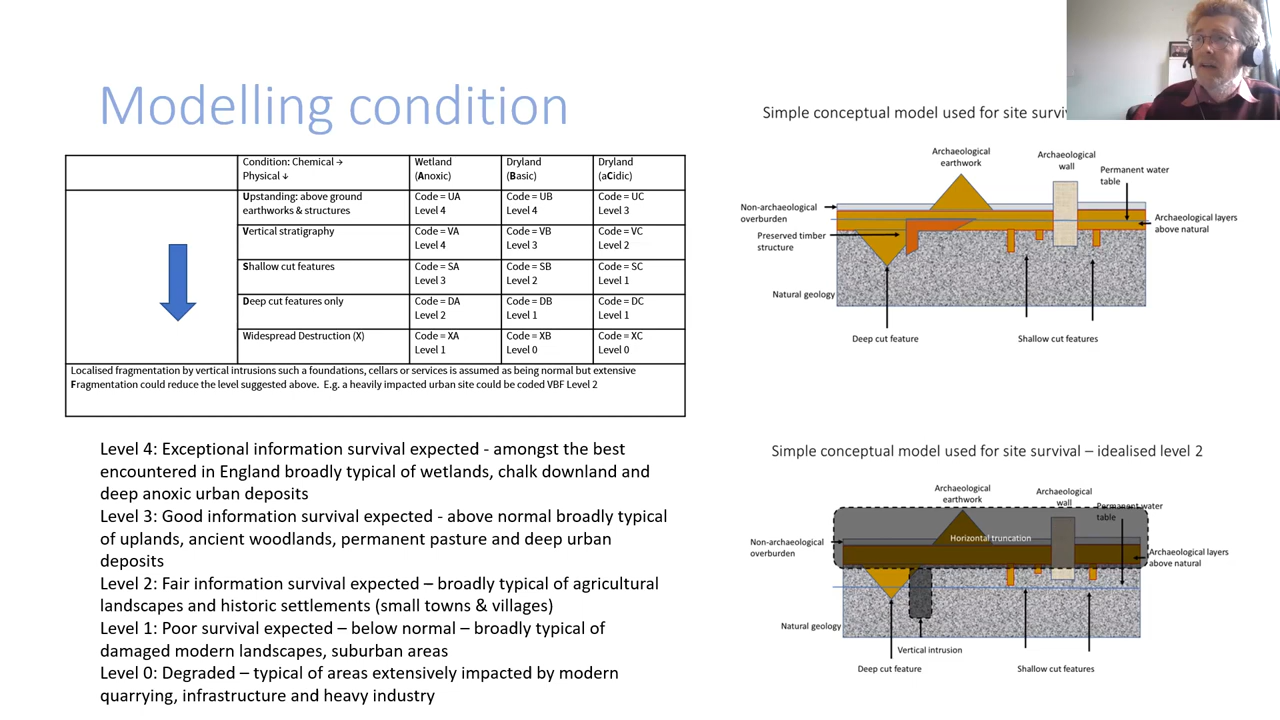 Modelling condition
Condition: Chemical →
Physical ↓
Wetland
(Anoxic)
Dryland
(Basic)
Dryland
(aCidic)
Upstanding: above ground
earthworks & structures
Code = UA
Level 4
Code = UB
Level 4
Code = UC
Level 3
Vertical stratigraphy
Code = VA
Level 4
Code = VB
Level 3
Code = VC
Level 2
Shallow cut features
Code = SA
Level 3
Code = SB
Level 2
Code = SC
Level 1
Deep cut features only
Code = DA
Level 2
Code = DB
Level 1
Code = DC
Level 1
Widespread Destruction (X)
Code = XA
Level 1
Code = XB
Level 0
Code = XC
Level 0
Localised fragmentation by vertical intrusions such a foundations, cellars or services is assumed as being normal but extensive
Fragmentation could reduce the level suggested above. E.g. a heavily impacted urban site could be coded VBF Level 2
Level 4: Exceptional information survival expected - amongst the best
encountered in England broadly typical of wetlands, chalk downland and
deep anoxic urban deposits
Level 3: Good information survival expected - above normal broadly typical
of uplands, ancient woodlands, permanent pasture and deep urban
deposits
Level 2: Fair information survival expected – broadly typical of agricultural
landscapes and historic settlements (small towns & villages)
Level 1: Poor survival expected – below normal – broadly typical of
damaged modern landscapes, suburban areas
Level 0: Degraded – typical of areas extensively impacted by modern
quarrying, infrastructure and heavy industry
Simple conceptual model used for site
Archaeological
earthwork
Archaeological
wall
Permanent water
table
Non-archaeological
overburden
Archaeological layers
above natural
Preserved timber
structure
Natural geology
Deep cut feature
Shallow cut features
Simple conceptual model used for site survival – idealised level 2
Archaeological
earthwork
Archaeological
wall
Permanent water
table
Horizontal truncation
Non-archaeological
overburden
Archaeological layers
above natural
Natural geology
Vertical intrusion
Deep cut feature
Shallow cut features